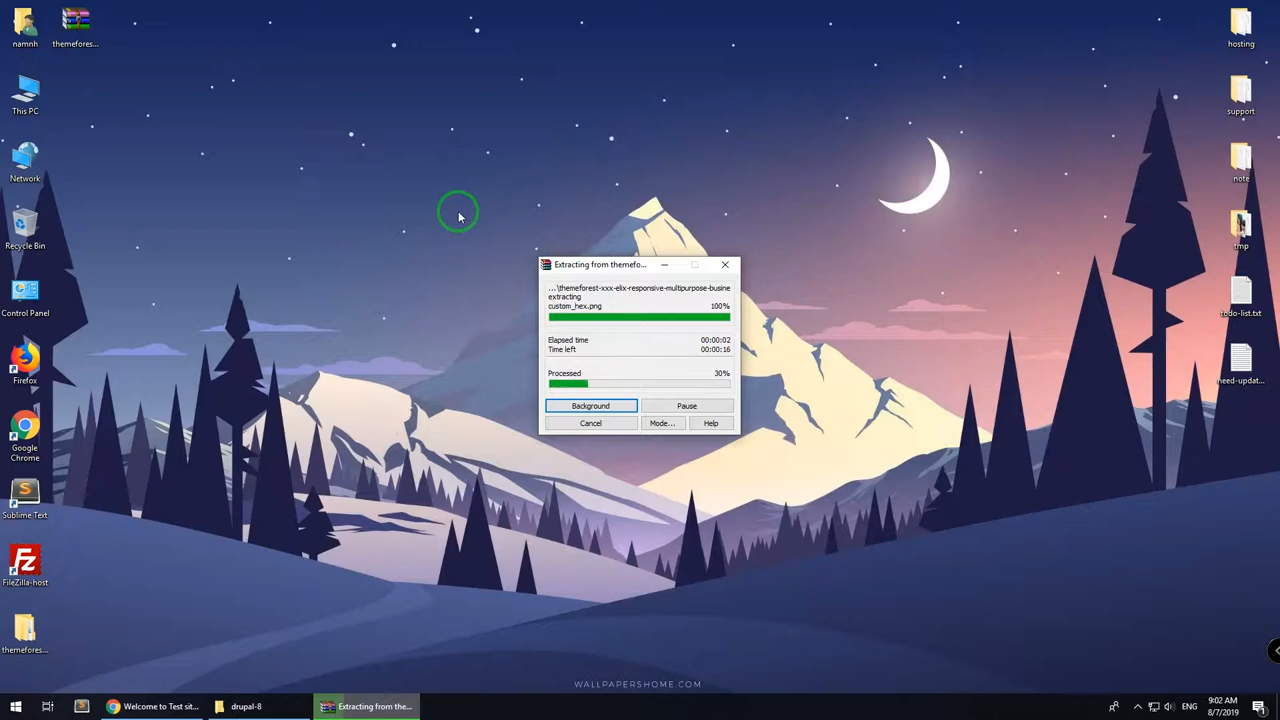 namnh
themefores...
This PC
Network
Recycle Bin
Control Panel
Firefox
Google
Chrome
Sublime Text
FileZilla-host
themefores...
hosting
support
note
tmp
todo-list.txt
need-updat...
Extracting from themefo...
...\themeforest-xxx-elix-responsive-multipurpose-busine
extracting
custom_hex.png 100%
Elapsed time 00:00:02
Time left 00:00:16
Processed 30%
Background Pause
Cancel Mode... Help
WALLPAPERSHOME.COM
Welcome to Test sit...
drupal-8
Extracting from the...
ENG
9:02 AM
8/7/2019